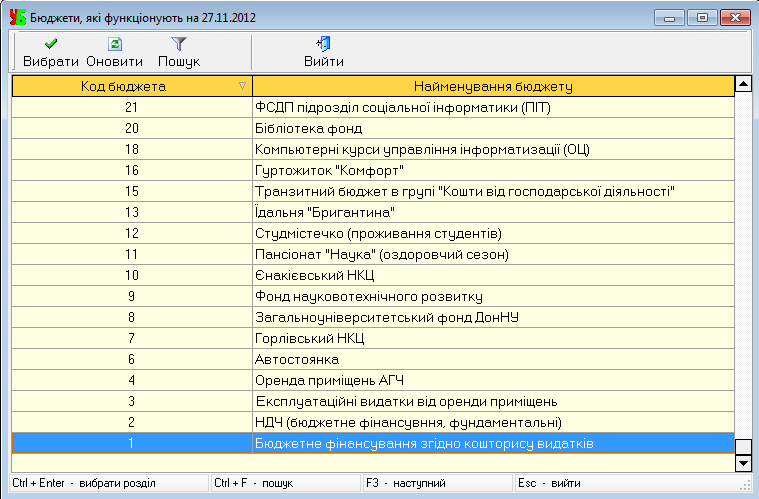 УБ Бюджети, які функціонують на 27.11.2012
Вибрати Оновити Пошук Вийти
Код бюджета Найменування бюджету
21 ФСДП підрозділ соціальної інформатики (ПІТ)
20 Бібліотека фонд
18 Компьютерні курси управління інформатизації (ОЦ)
16 Гуртожиток "Комфорт"
15 Транзитний бюджет в групі "Кошти від господарської діяльності"
13 Їдальня "Бригантина"
12 Студмістечко (проживання студентів)
11 Пансіонат "Наука" (оздоровчий сезон)
10 Єнакієвський НКЦ
9 Фонд науковотехнічного розвитку
8 Загальноуніверситетський фонд ДонНУ
7 Горлівський НКЦ
6 Автостоянка
4 Оренда приміщень АГЧ
3 Експлуатаційні видатки від оренди приміщень
2 НДЧ (бюджетне фінансувння, фундаментальні)
1 Бюджетне фінансування згідно кошторису видатків
Ctrl + Enter - вибрати розділ Ctrl + F - пошук F3 - наступний Esc - вийти